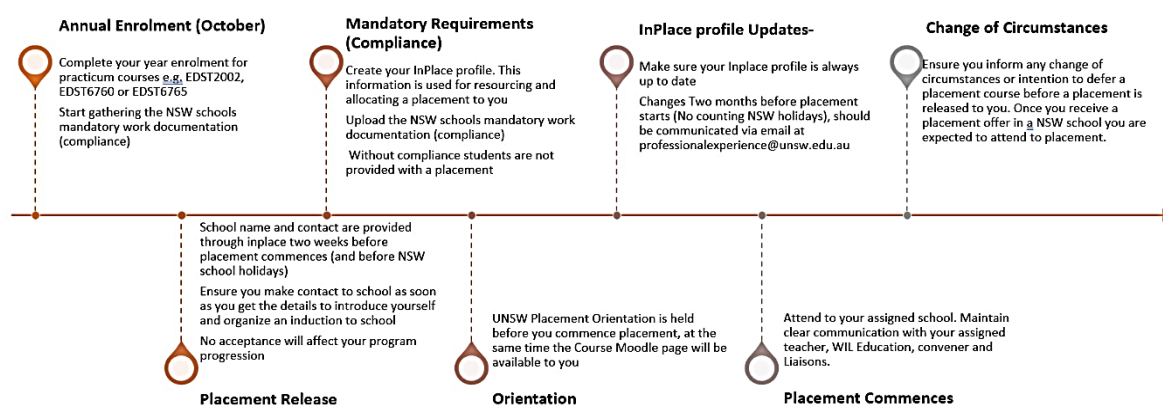 Annual Enrolment (October)
Complete your year enrolment for
practicum courses e.g. EDST2002,
EDST6760 or EDST6765
Start gathering the NSW schools
mandatory work documentation
(compliance)
Mandatory Requirements
(Compliance)
Create your InPlace profile. This
information is used for resourcing and
allocating a placement to you
Upload the NSW schools mandatory work
documentation (compliance)
Without compliance students are not
provided with a placement
InPlace profile Updates-
Make sure your Inplace profile is always
up to date
Changes Two months before placement
starts (No counting NSW holidays), should
be communicated via email at
professionalexperience@unsw.edu.au
Change of Circumstances
Ensure you inform any change of
circumstances or intention to defer a
placement course before a placement is
released to you. Once you receive a
placement offer in a NSW school you are
expected to attend to placement.
School name and contact are provided
through inplace two weeks before
placement commences (and before NSW
school holidays)
Ensure you make contact to school as soon
as you get the details to introduce yourself
and organize an induction to school
No acceptance will affect your program
progression
Placement Release
UNSW Placement Orientation is held
before you commence placement, at the
same time the Course Moodle page will be
available to you
Orientation
Attend to your assigned school. Maintain
clear communication with your assigned
teacher, WIL Education, convener and
Liaisons.
Placement Commences